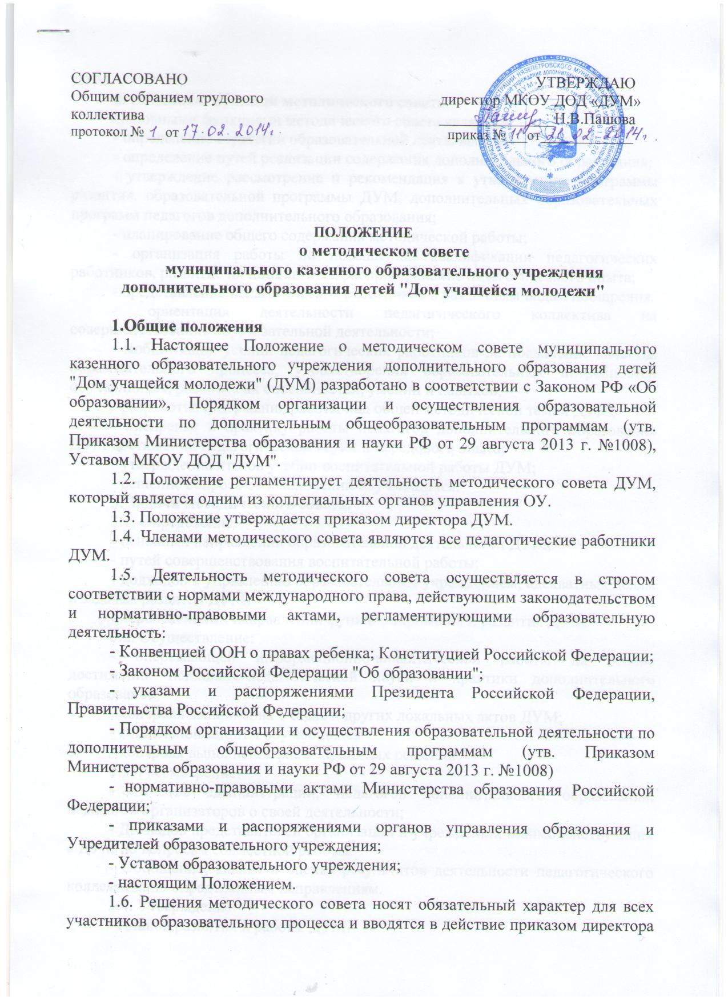 СОГЛАСОВАНО
Общим собранием трудового
коллектива
протокол № 1 от 17.02.2014г.
УТВЕРЖДАЮ
директор МКОУ ДОД «ДУМ»
Н.В.Пашова
приказ № 11 от 21.02.2014г.
ПОЛОЖЕНИЕ
о методическом совете
муниципального казенного образовательного учреждения
дополнительного образования детей "Дом учащейся молодежи"
1.Общие положения
1.1. Настоящее Положение о методическом совете муниципального
казенного образовательного учреждения дополнительного образования детей
"Дом учащейся молодежи" (ДУМ) разработано в соответствии с Законом РФ «Об
образовании», Порядком организации и осуществления образовательной
деятельности по дополнительным общеобразовательным программам (утв.
Приказом Министерства образования и науки РФ от 29 августа 2013 г. №1008),
Уставом МКОУ ДОД "ДУМ".
1.2. Положение регламентирует деятельность методического совета ДУМ,
который является одним из коллегиальных органов управления ОУ.
1.3. Положение утверждается приказом директора ДУМ.
1.4. Членами методического совета являются все педагогические работники
ДУМ.
1.5. Деятельность методического совета осуществляется в строгом
соответствии с нормами международного права, действующим законодательством
и нормативно-правовыми актами, регламентирующими образовательную
деятельность:
- Конвенцией ООН о правах ребенка; Конституцией Российской Федерации;
- Законом Российской Федерации "Об образовании";
- указами и распоряжениями Президента Российской Федерации,
Правительства Российской Федерации;
- Порядком организации и осуществления образовательной деятельности по
дополнительным общеобразовательным программам (утв. Приказом
Министерства образования и науки РФ от 29 августа 2013 г. №1008)
- нормативно-правовыми актами Министерства образования Российской
Федерации;
- приказами и распоряжениями органов управления образования и
Учредителей образовательного учреждения;
- Уставом образовательного учреждения;
- настоящим Положением.
1.6. Решения методического совета носят обязательный характер для всех
участников образовательного процесса и вводятся в действие приказом директора